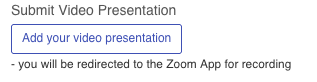 Submit Video Presentation
Add your video presentation
- you will be redirected to the Zoom App for recording